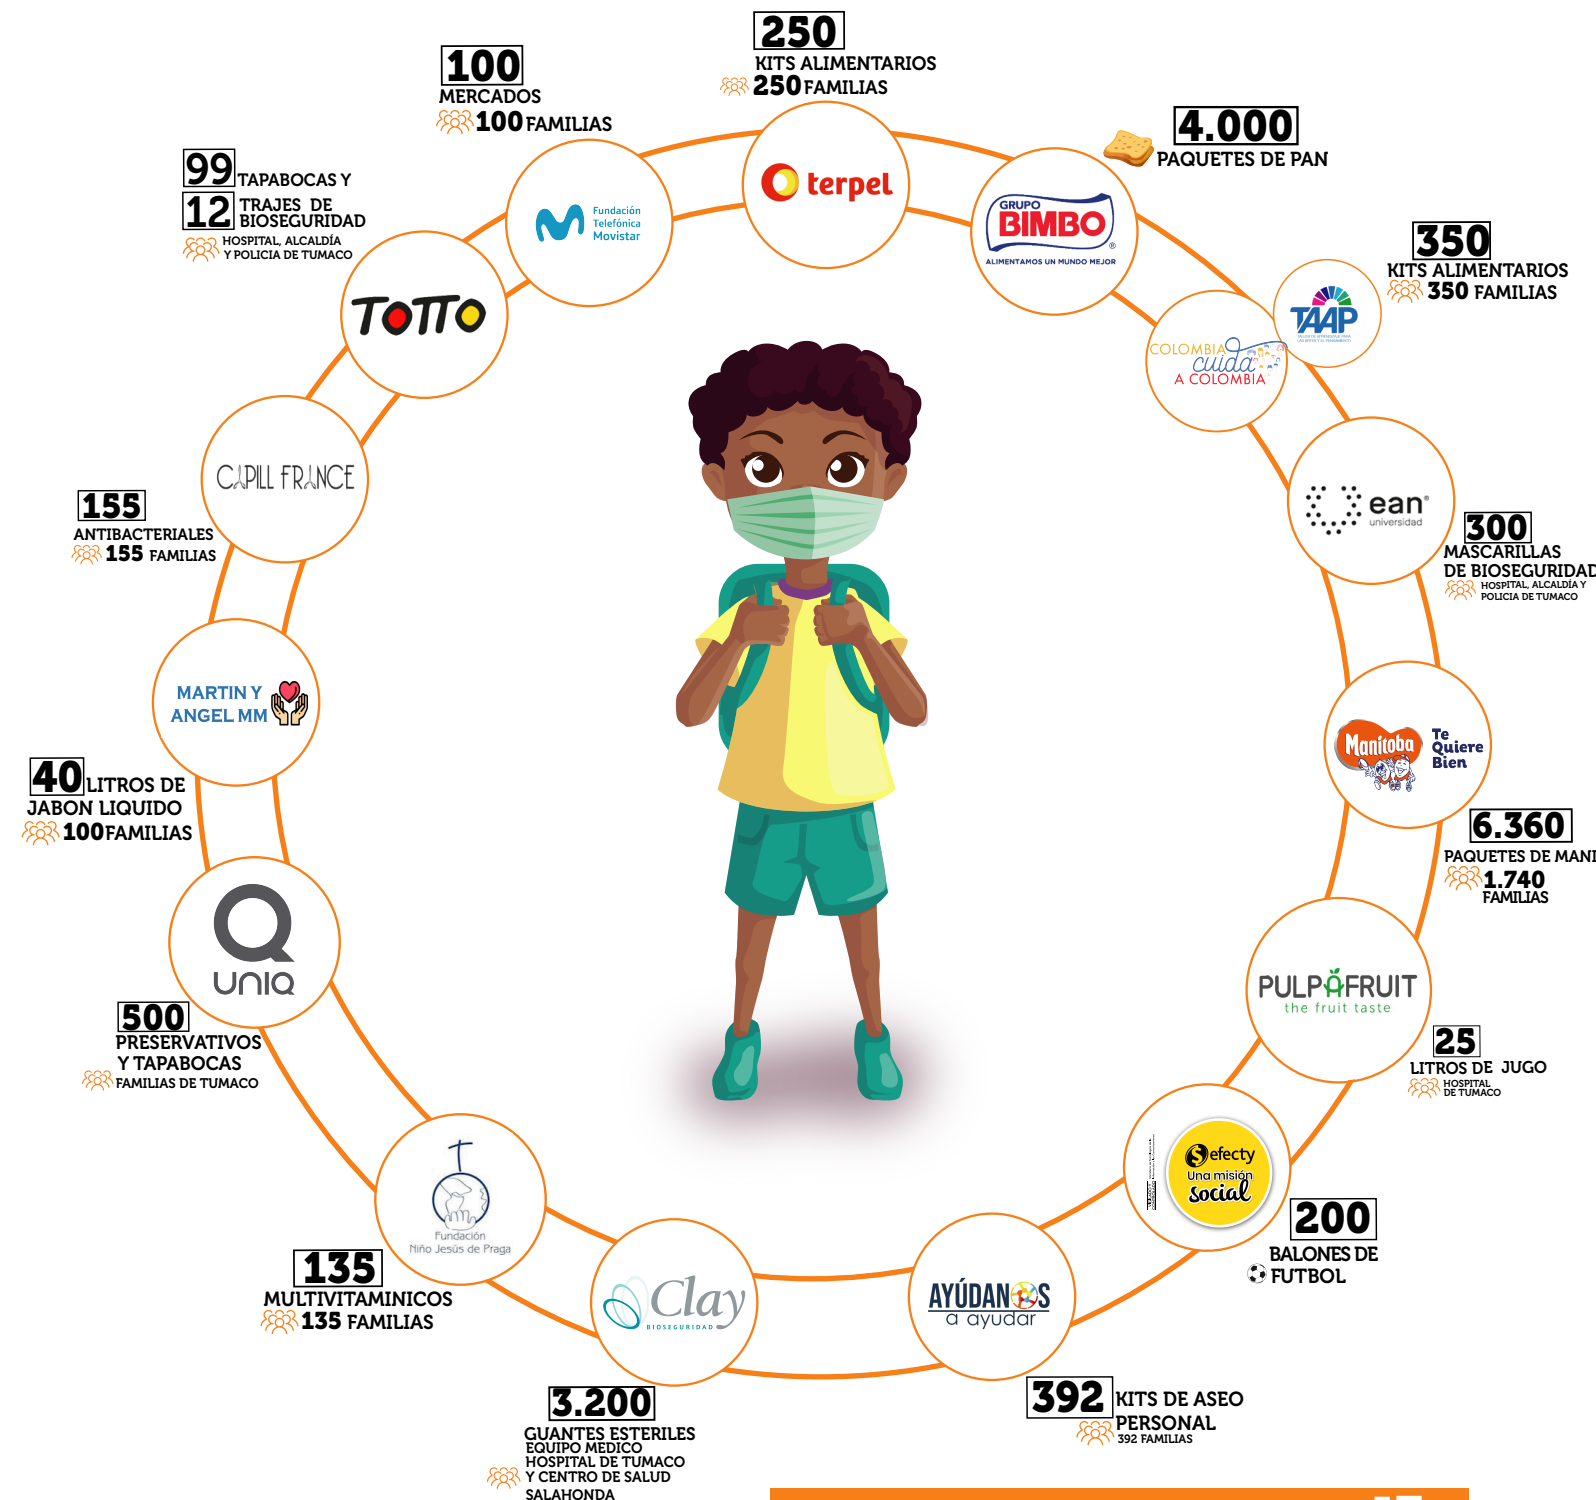 250
KITS ALIMENTARIOS
250 FAMILIAS
terpel
100
MERCADOS
100 FAMILIAS
Fundación
Telefónica
Movistar
4.000
PAQUETES DE PAN
GRUPO
BIMBO
®
ALIMENTAMOS UN MUNDO MEJOR
350
KITS ALIMENTARIOS
350 FAMILIAS
TAAP
COLOMBIA
cuida
A COLOMBIA
ean®
universidad
300
MASCARILLAS
DE BIOSEGURIDAD
HOSPITAL, ALCALDÍA Y
POLICIA DE TUMACO
Manitoba
Te
Quiere
Bien
6.360
PAQUETES DE MANI
1.740
FAMILIAS
PULPAFRUIT
the fruit taste
25
LITROS DE JUGO
HOSPITAL
DE TUMACO
efecty
Una misión
social
200
BALONES DE
FUTBOL
AYÚDANOS
a ayudar
392 KITS DE ASEO
PERSONAL
392 FAMILIAS
Clay
BIOSEGURIDAD
3.200
GUANTES ESTERILES
EQUIPO MEDICO
HOSPITAL DE TUMACO
Y CENTRO DE SALUD
SALAHONDA
Fundación
Niño Jesús de Praga
135
MULTIVITAMINICOS
135 FAMILIAS
UNIQ
500
PRESERVATIVOS
Y TAPABOCAS
FAMILIAS DE TUMACO
MARTIN Y
ANGEL MM
40 LITROS DE
JABON LIQUIDO
100 FAMILIAS
CAPILL FRANCE
155
ANTIBACTERIALES
155 FAMILIAS
TOTTO
99 TAPABOCAS Y
12 TRAJES DE
BIOSEGURIDAD
HOSPITAL, ALCALDÍA
Y POLICIA DE TUMACO